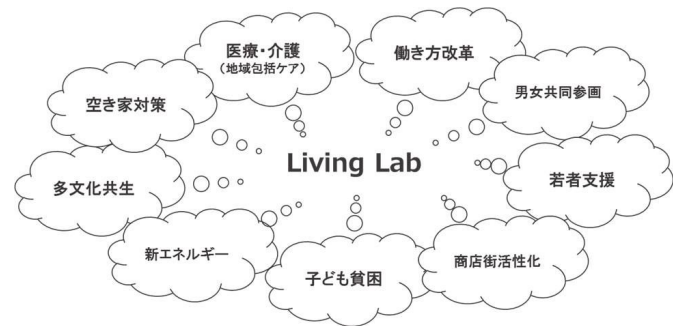 医療・介護
（地域包括ケア）
働き方改革
空き家対策
男女共同参画
Living Lab
多文化共生
若者支援
新エネルギー
商店街活性化
子ども貧困